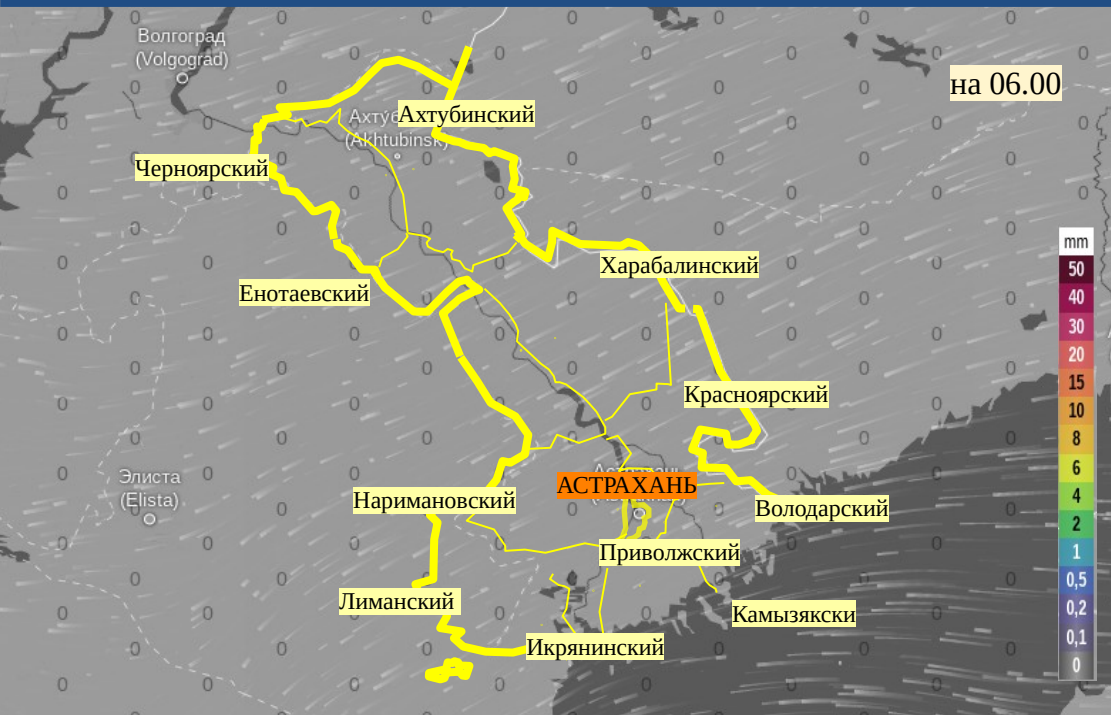 Волгоград
(Volgograd)
на 06.00
Ахтубинский
(Akhtubinsk)
Черноярский
Харабалинский
Енотаевский
mm
50
40
30
20
15
10
8
6
4
2
1
0,5
0,2
0,1
0
Красноярский
Элиста
(Elista)
АСТРАХАНЬ
Наримановский
Володарский
Приволжский
Лиманский
Камызякски
Икрянинский